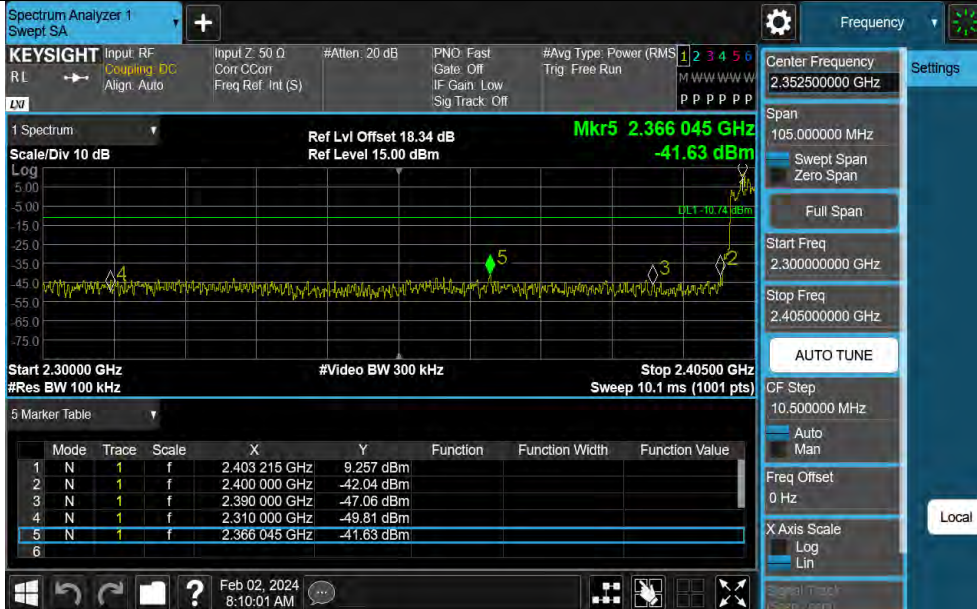 Spectrum Analyzer 1
Swept SA
+
Frequency
KEYSIGHT
RL
LXI
Input: RF
Coupling: DC
Align: Auto
Input Z: 50 Ω
Corr CCorr
Freq Ref: Int (S)
#Atten: 20 dB
PNO: Fast
Gate: Off
IF Gain: Low
Sig Track: Off
#Avg Type: Power (RMS
Trig: Free Run
1 2 3 4 5 6
M W W W W W
P P P P P P
Center Frequency
2.352500000 GHz
Settings
Span
105.000000 MHz
Swept Span
Zero Span
Full Span
Start Freq
2.300000000 GHz
Stop Freq
2.405000000 GHz
AUTO TUNE
CF Step
10.500000 MHz
Auto
Man
Freq Offset
0 Hz
X Axis Scale
Log
Lin
Signal Track
Local
1 Spectrum
Scale/Div 10 dB
Log
Ref Lvl Offset 18.34 dB
Ref Level 15.00 dBm
Mkr5 2.366 045 GHz
-41.63 dBm
5.00
-5.00
-15.0
-25.0
-35.0
-45.0
-55.0
-65.0
-75.0
DL1 -10.74 dBm
4
5
3
2
Start 2.30000 GHz
#Res BW 100 kHz
#Video BW 300 kHz
Stop 2.40500 GHz
Sweep 10.1 ms (1001 pts)
5 Marker Table
Mode Trace Scale X Y Function Function Width Function Value
1 N 1 f 2.403 215 GHz 9.257 dBm
2 N 1 f 2.400 000 GHz -42.04 dBm
3 N 1 f 2.390 000 GHz -47.06 dBm
4 N 1 f 2.310 000 GHz -49.81 dBm
5 N 1 f 2.366 045 GHz -41.63 dBm
6
?
Feb 02, 2024
8:10:01 AM